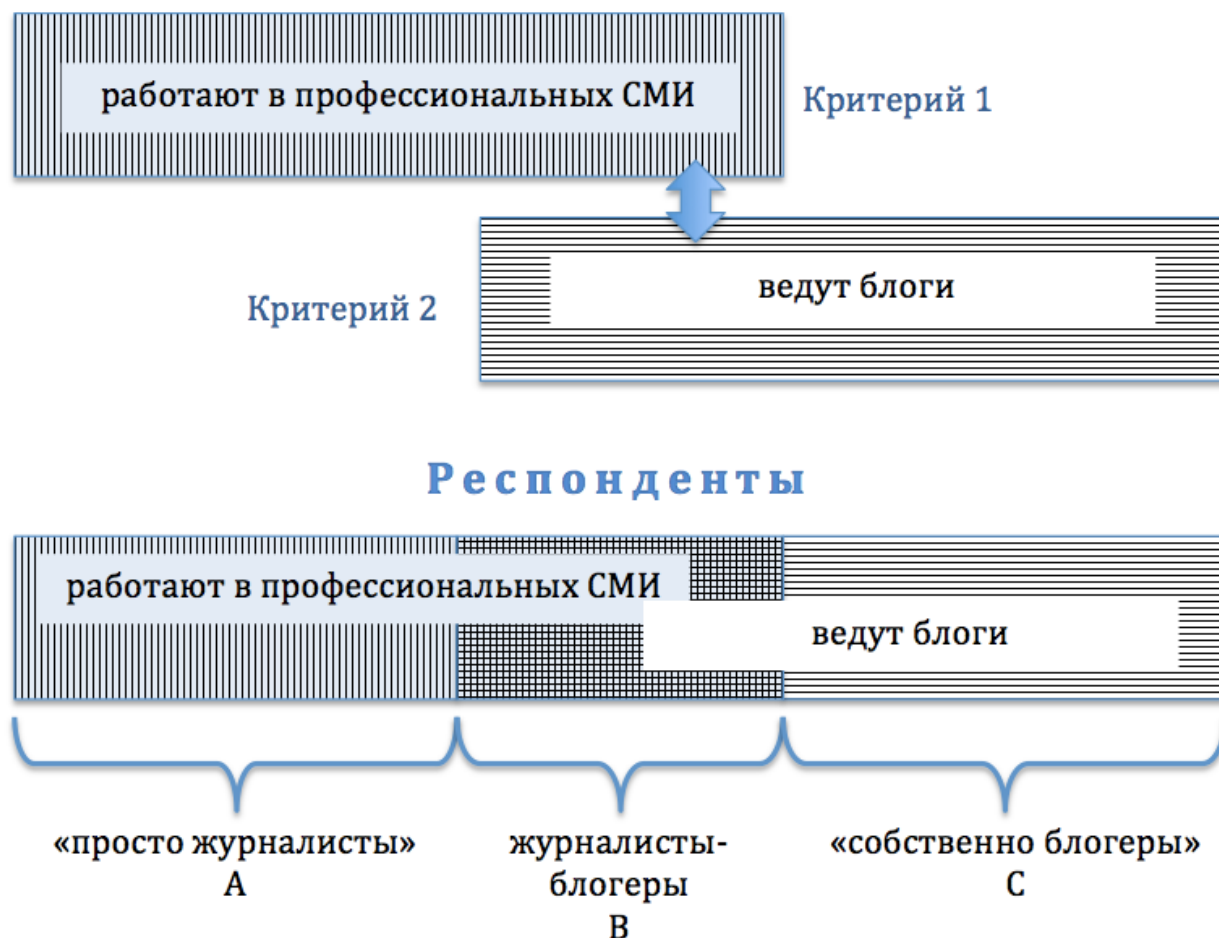 работают в профессиональных СМИ
Критерий 1
ведут блоги
Критерий 2
Респонденты
работают в профессиональных СМИ
ведут блоги
«просто журналисты»
A
журналисты-
блогеры
B
«собственно блогеры»
C